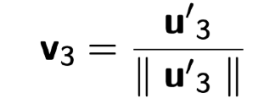 v₃ = u′₃ / ‖ u′₃ ‖